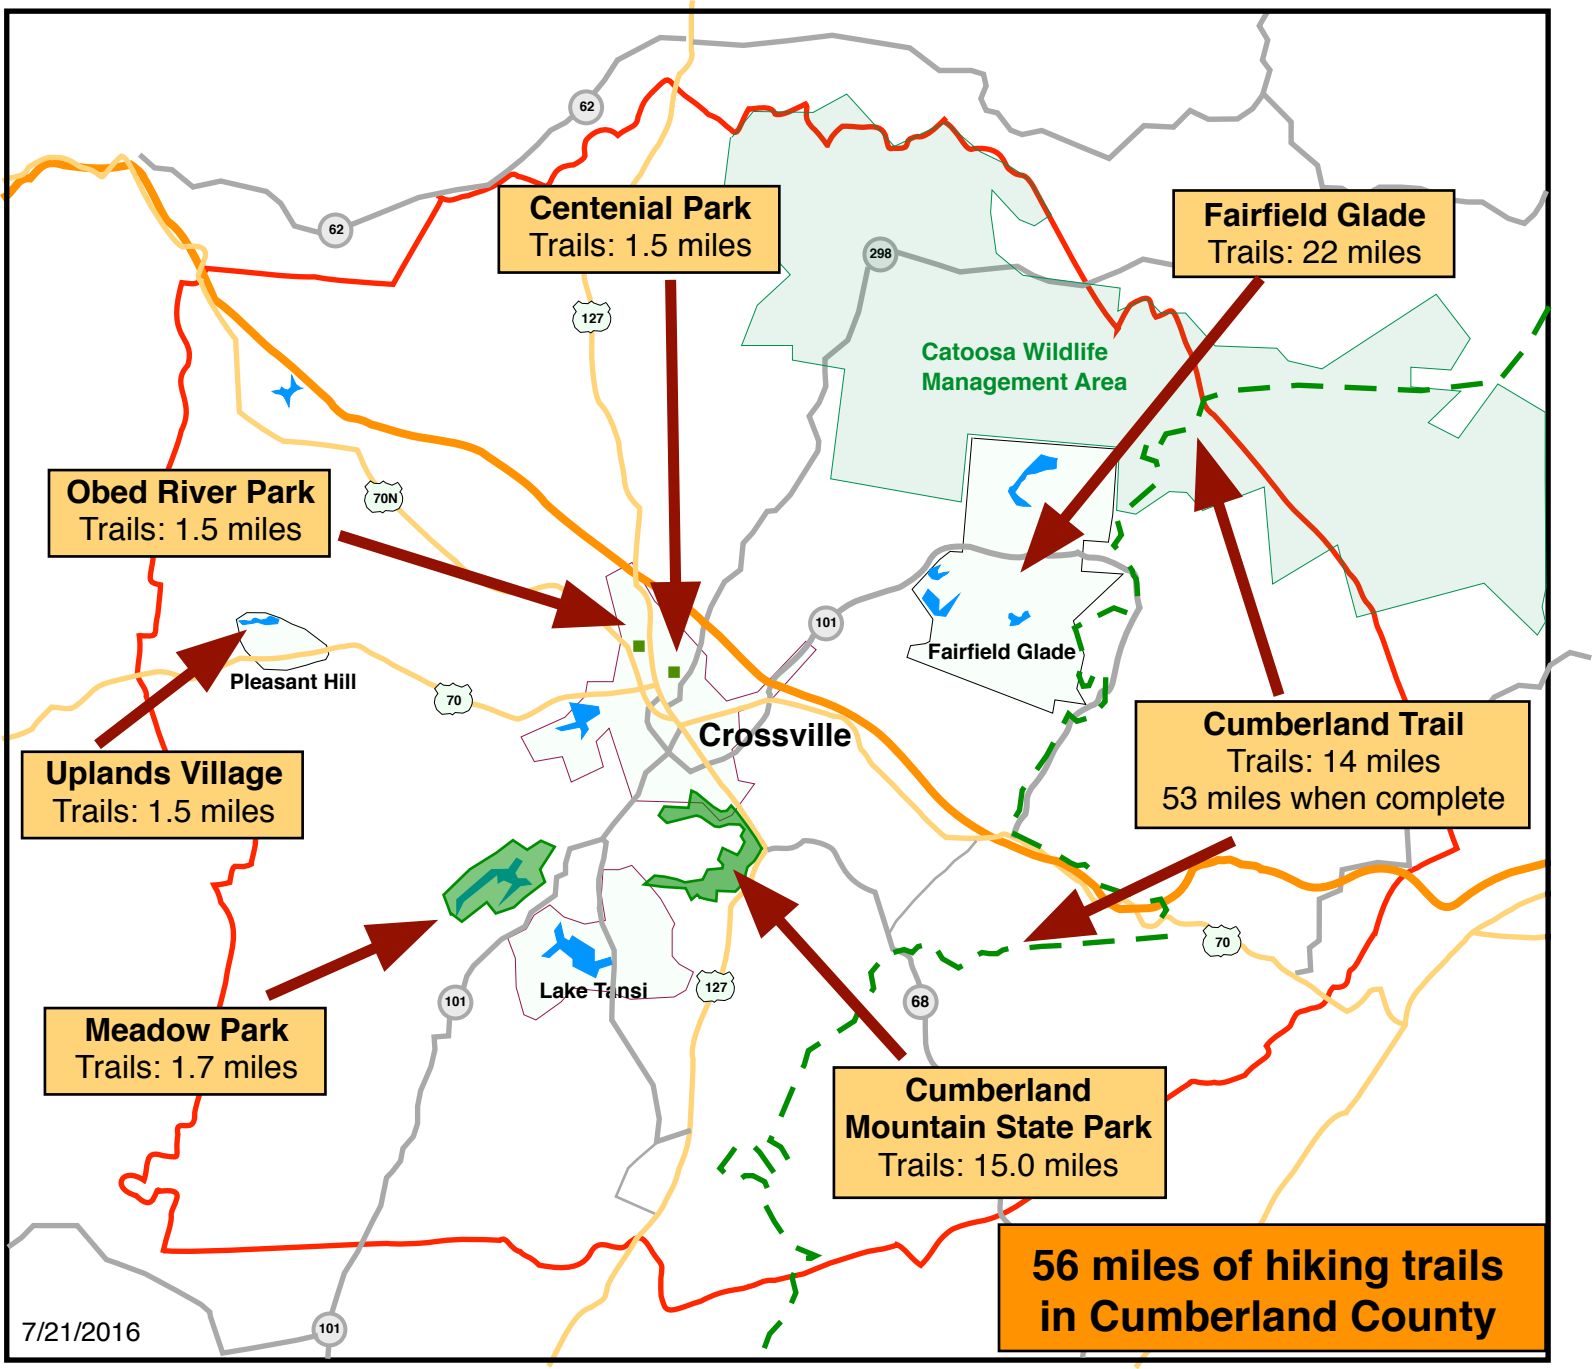 62
62
Centenial Park
Trails: 1.5 miles
298
Fairfield Glade
Trails: 22 miles
127
Catoosa Wildlife
Management Area
Obed River Park
Trails: 1.5 miles
70N
101
Fairfield Glade
Pleasant Hill
70
Crossville
Cumberland Trail
Trails: 14 miles
53 miles when complete
Uplands Village
Trails: 1.5 miles
70
Lake Tansi
127
101
68
Meadow Park
Trails: 1.7 miles
Cumberland
Mountain State Park
Trails: 15.0 miles
56 miles of hiking trails
in Cumberland County
7/21/2016
101